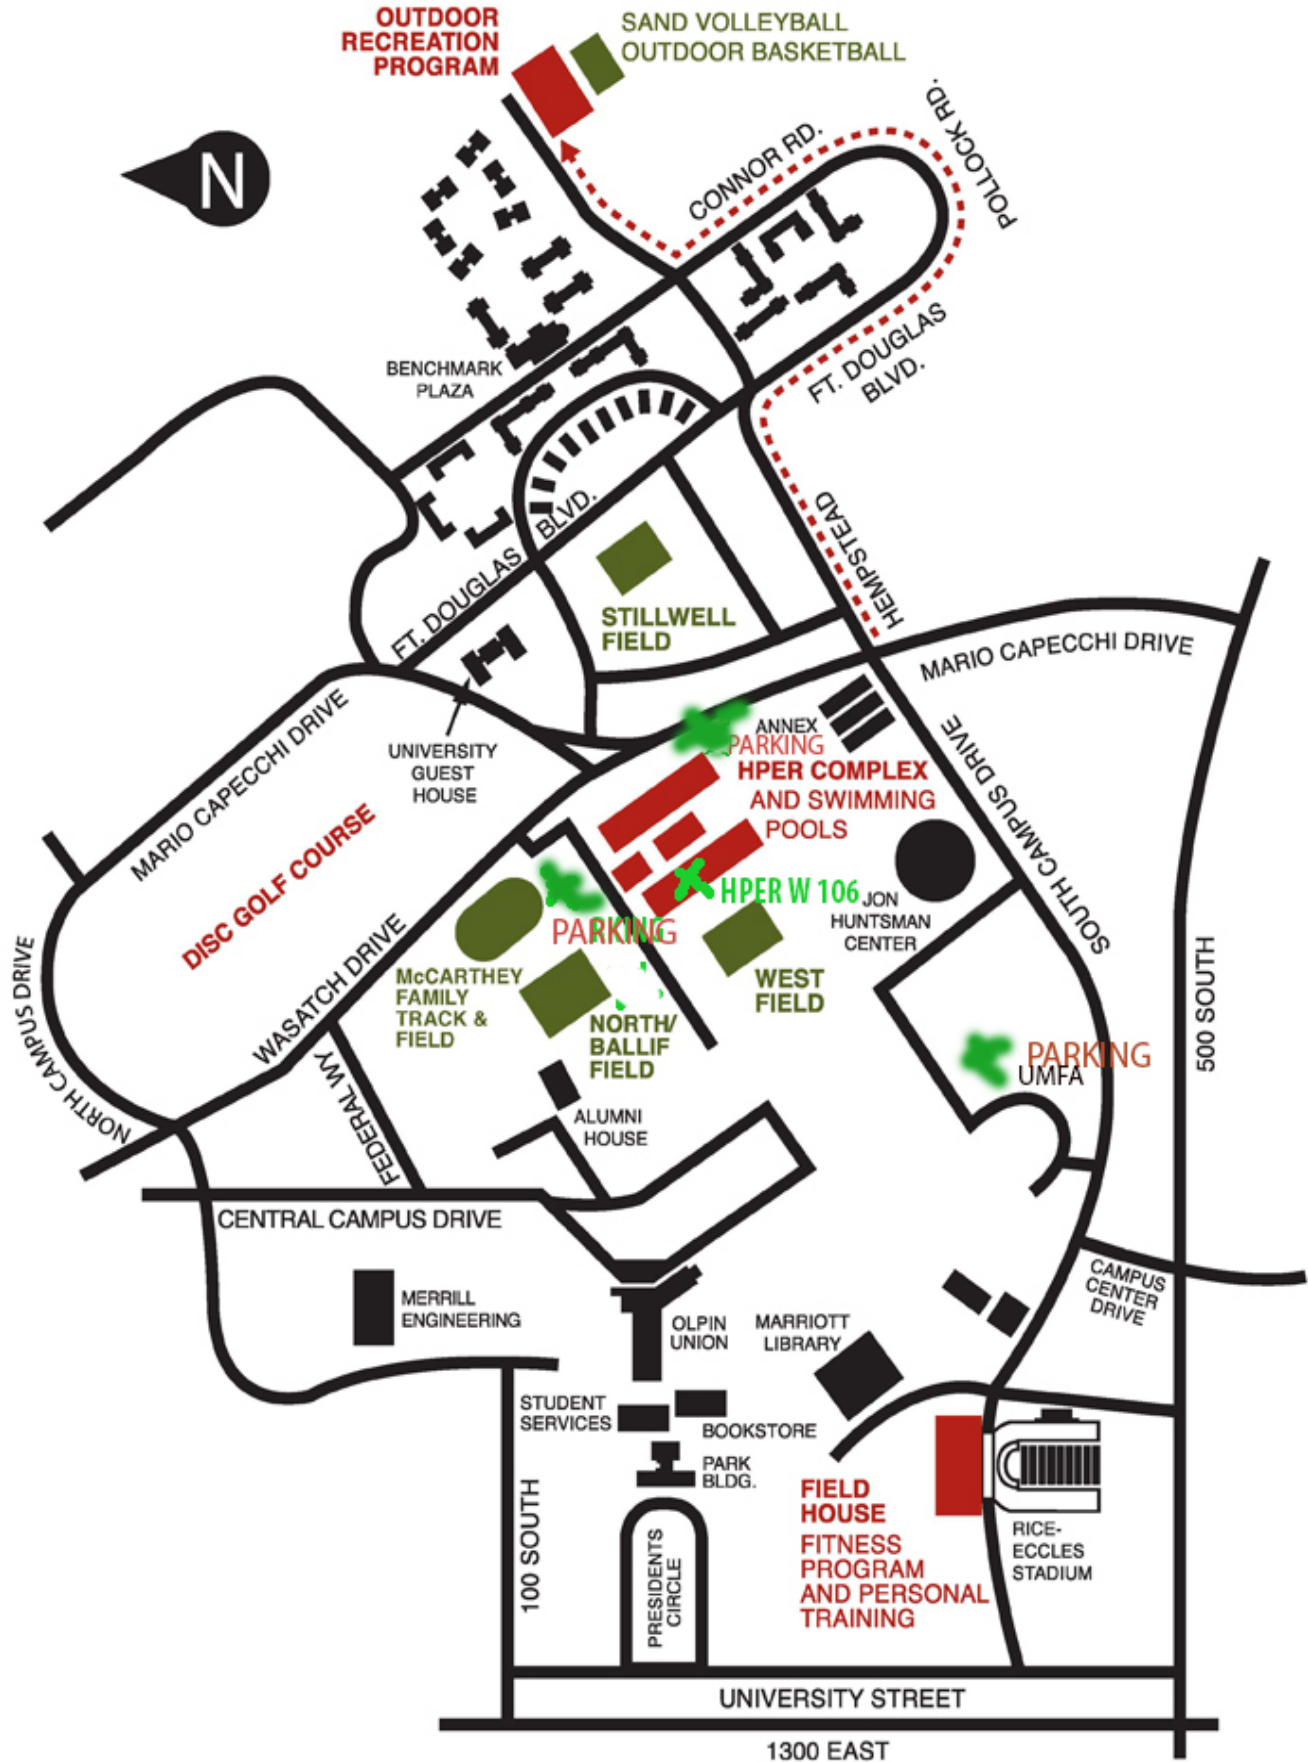 OUTDOOR
RECREATION
PROGRAM
SAND VOLLEYBALL
OUTDOOR BASKETBALL
N
CONNOR RD.
POLLOCK RD.
BENCHMARK
PLAZA
FT. DOUGLAS
BLVD.
FT. DOUGLAS BLVD.
HEMPSTEAD
STILLWELL
FIELD
MARIO CAPECCHI DRIVE
UNIVERSITY
GUEST
HOUSE
MARIO CAPECCHI DRIVE
ANNEX
PARKING
HPER COMPLEX
AND SWIMMING
POOLS
SOUTH CAMPUS DRIVE
DISC GOLF COURSE
HPER W 106
JON
HUNTSMAN
CENTER
PARKING
WASATCH DRIVE
NORTH CAMPUS DRIVE
McCARTHEY
FAMILY
TRACK &
FIELD
WEST
FIELD
NORTH/
BALLIF
FIELD
500 SOUTH
PARKING
UMFA
FEDERAL WY
ALUMNI
HOUSE
CENTRAL CAMPUS DRIVE
CAMPUS
CENTER
DRIVE
MERRILL
ENGINEERING
OLPIN
UNION
MARRIOTT
LIBRARY
STUDENT
SERVICES
BOOKSTORE
PARK
BLDG.
100 SOUTH
PRESIDENTS
CIRCLE
FIELD
HOUSE
FITNESS
PROGRAM
AND PERSONAL
TRAINING
RICE-
ECCLES
STADIUM
UNIVERSITY STREET
1300 EAST